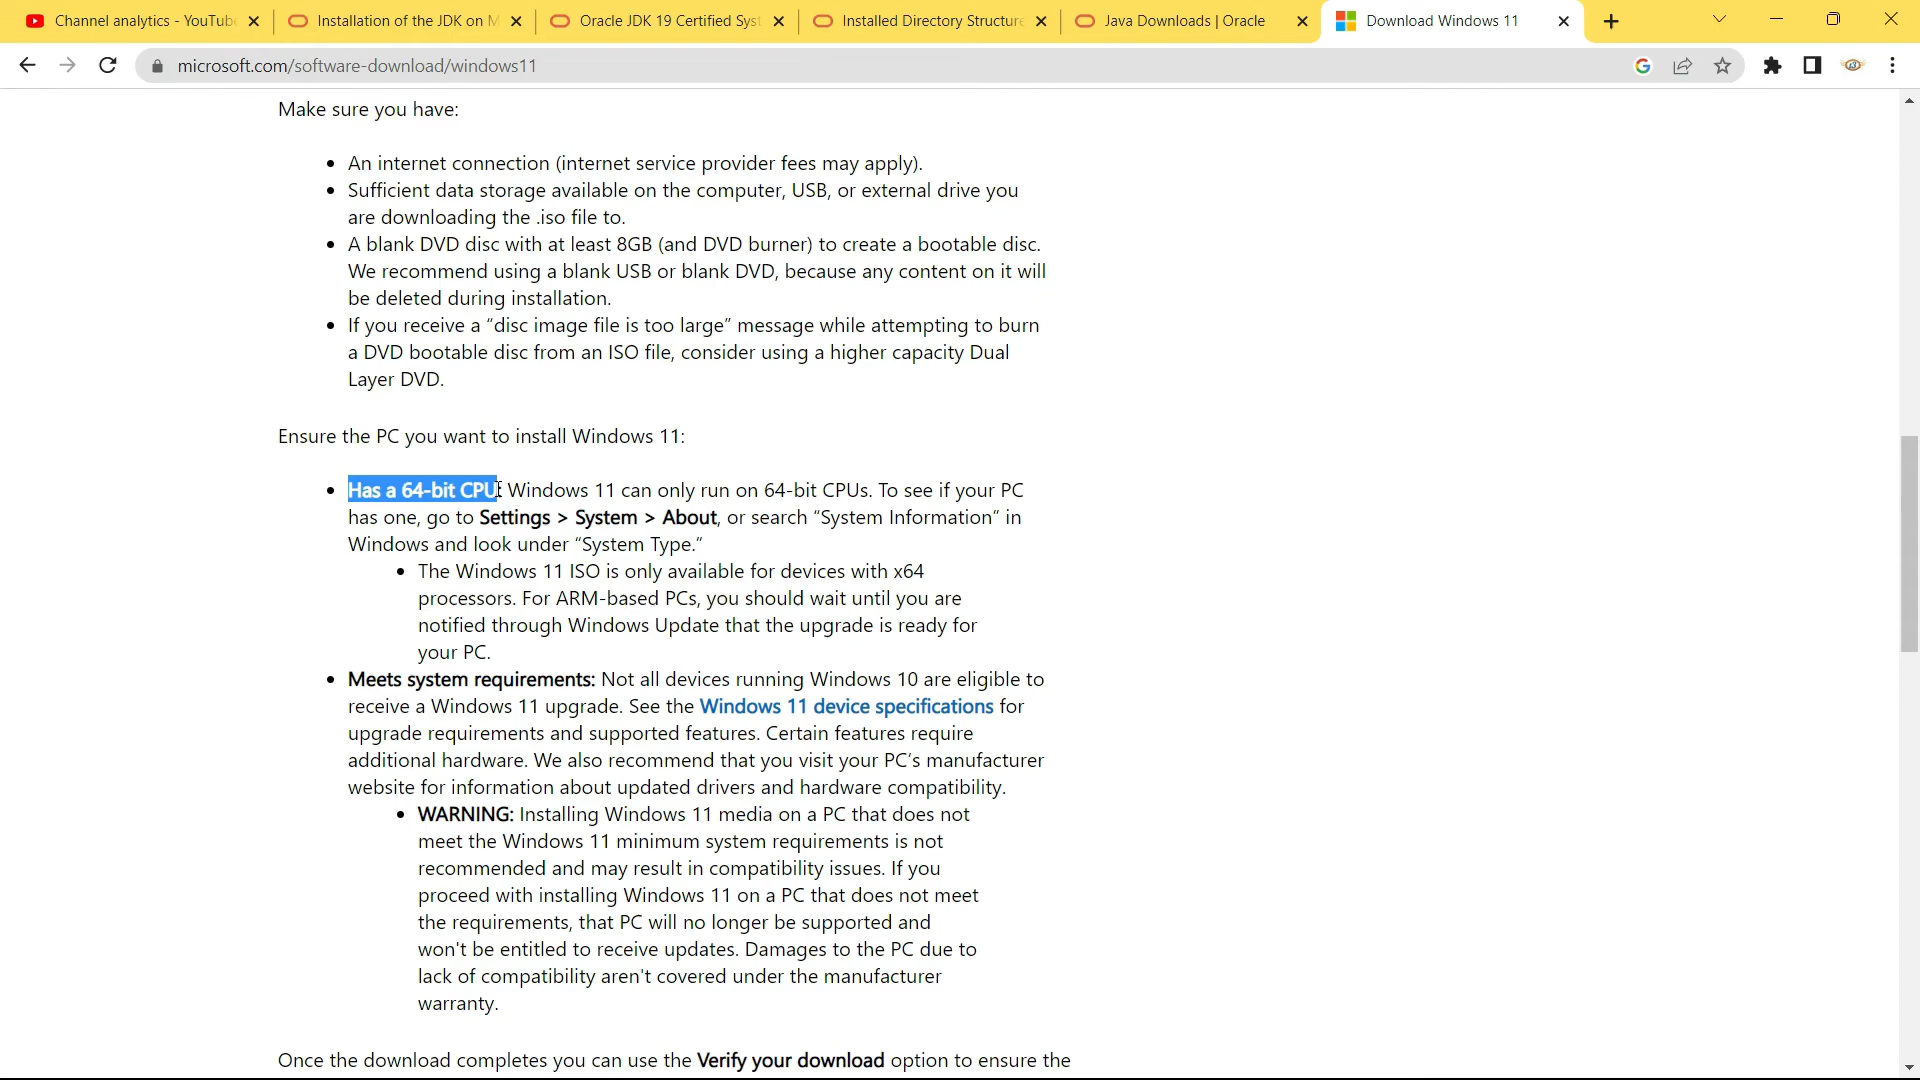 Channel analytics - YouTube
Installation of the JDK on M
Oracle JDK 19 Certified Syst
Installed Directory Structure
Java Downloads | Oracle
Download Windows 11
microsoft.com/software-download/windows11
Make sure you have:
An internet connection (internet service provider fees may apply).
Sufficient data storage available on the computer, USB, or external drive you
are downloading the .iso file to.
A blank DVD disc with at least 8GB (and DVD burner) to create a bootable disc.
We recommend using a blank USB or blank DVD, because any content on it will
be deleted during installation.
If you receive a “disc image file is too large” message while attempting to burn
a DVD bootable disc from an ISO file, consider using a higher capacity Dual
Layer DVD.
Ensure the PC you want to install Windows 11:
Has a 64-bit CPU: Windows 11 can only run on 64-bit CPUs. To see if your PC
has one, go to Settings > System > About, or search “System Information” in
Windows and look under “System Type.”
The Windows 11 ISO is only available for devices with x64
processors. For ARM-based PCs, you should wait until you are
notified through Windows Update that the upgrade is ready for
your PC.
Meets system requirements: Not all devices running Windows 10 are eligible to
receive a Windows 11 upgrade. See the Windows 11 device specifications for
upgrade requirements and supported features. Certain features require
additional hardware. We also recommend that you visit your PC's manufacturer
website for information about updated drivers and hardware compatibility.
WARNING: Installing Windows 11 media on a PC that does not
meet the Windows 11 minimum system requirements is not
recommended and may result in compatibility issues. If you
proceed with installing Windows 11 on a PC that does not meet
the requirements, that PC will no longer be supported and
won't be entitled to receive updates. Damages to the PC due to
lack of compatibility aren't covered under the manufacturer
warranty.
Once the download completes you can use the Verify your download option to ensure the